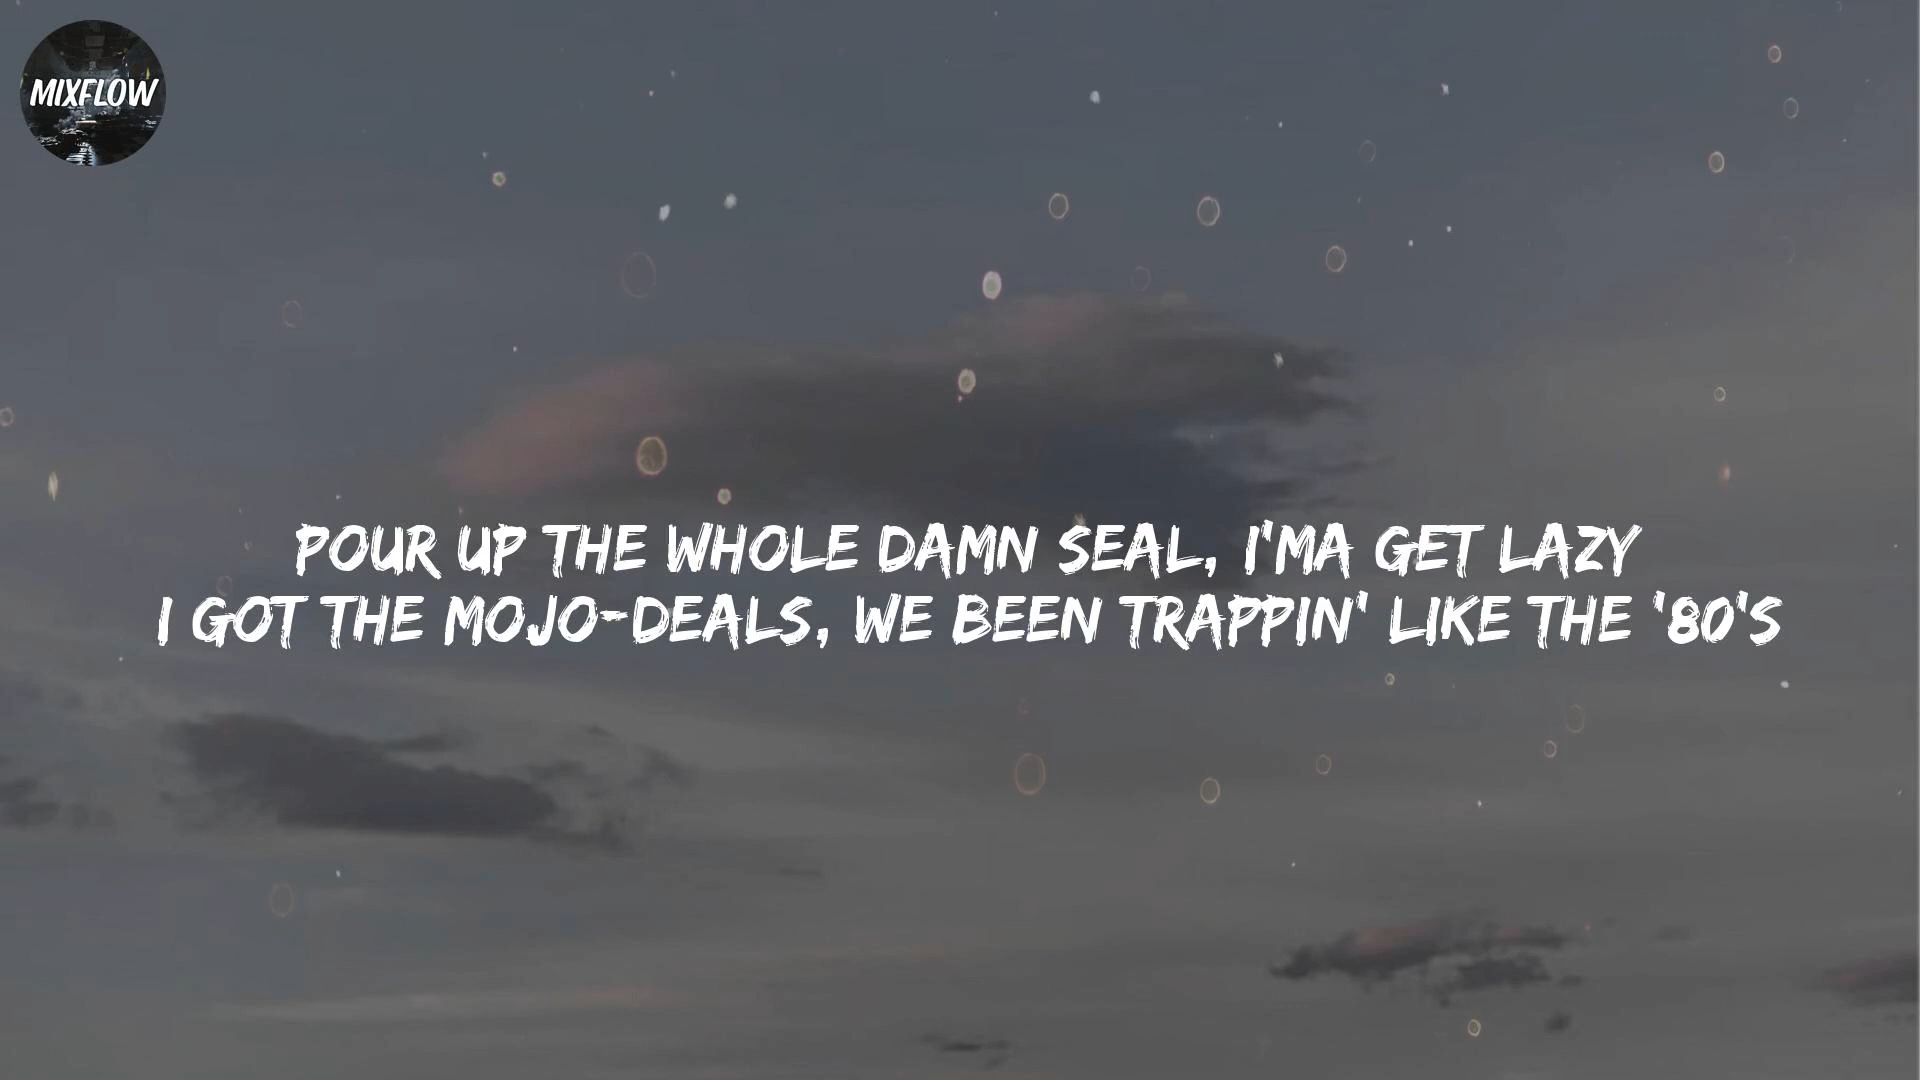 MIXFLOW
POUR UP THE WHOLE DAMN SEAL, I'MA GET LAZY
I GOT THE MOJO-DEALS, WE BEEN TRAPPIN' LIKE THE '80'S